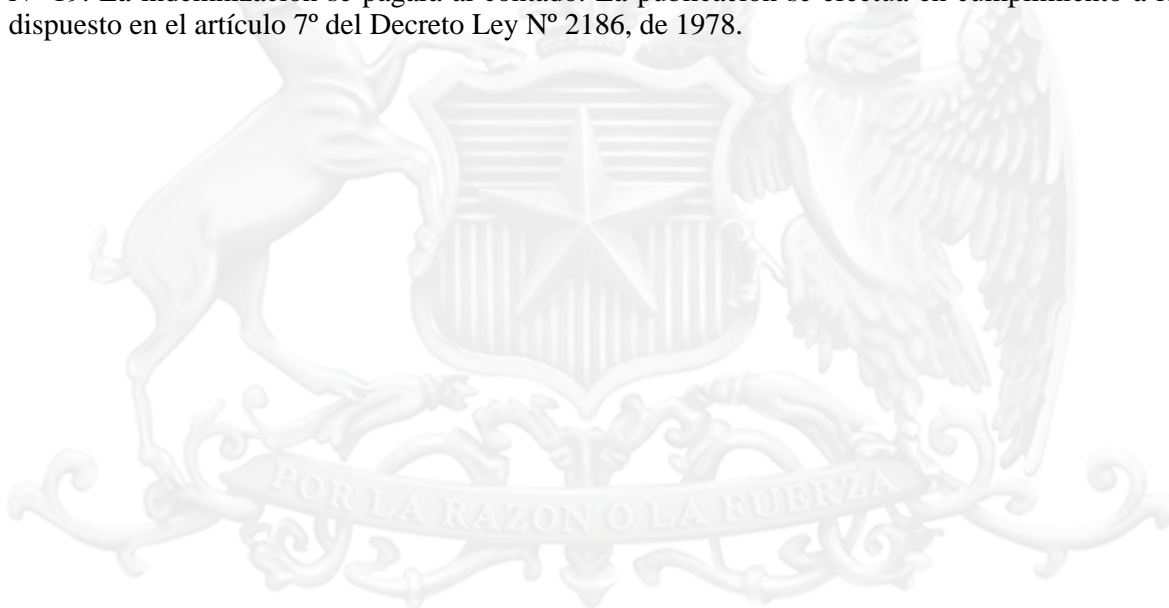 Nº 19. La indemnización se pagará al contado. La publicación se efectúa en cumplimiento a lo
dispuesto en el artículo 7º del Decreto Ley Nº 2186, de 1978.
POR LA RAZON O LA FUERZA